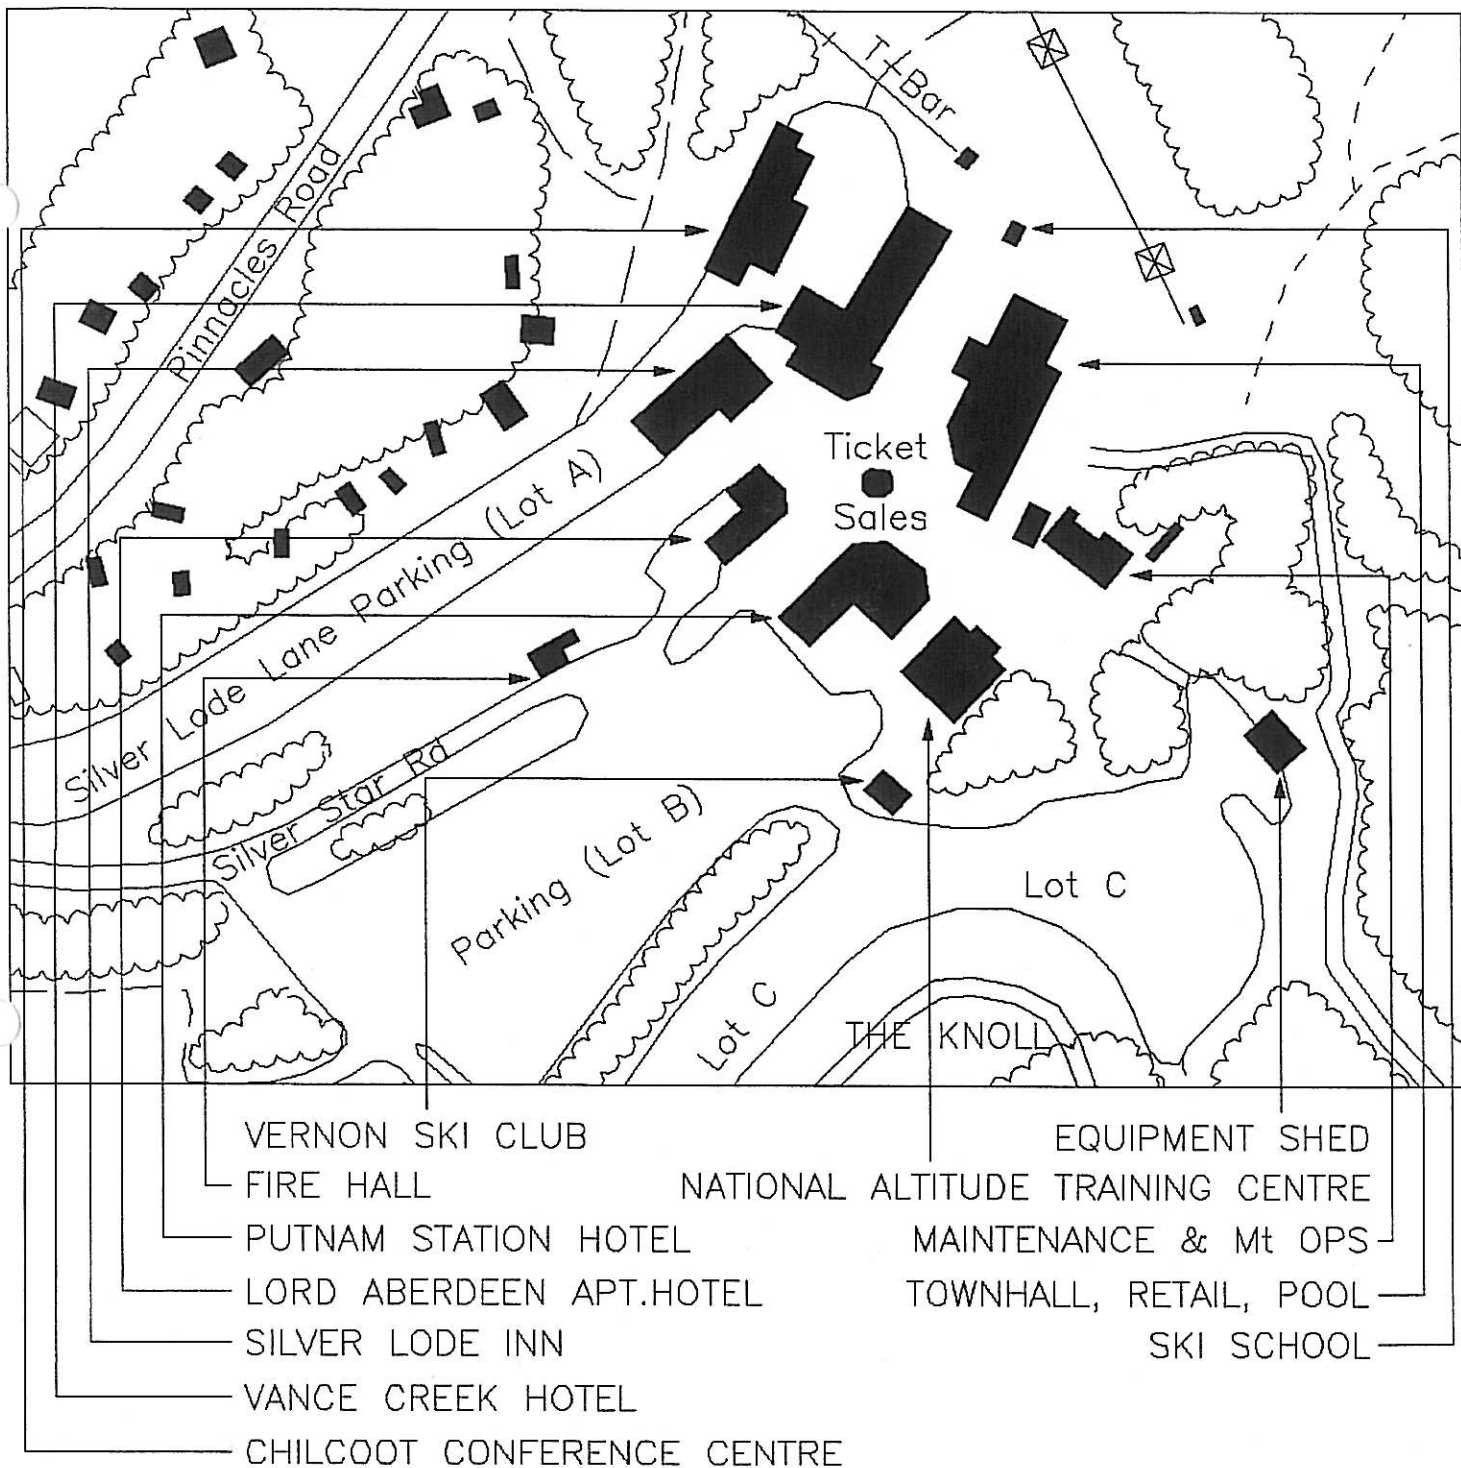 T-Bar
Pinnacles Road
Ticket
Sales
Silver Lode Lane Parking (Lot A)
Silver Star Rd
Parking (Lot B)
Lot C
Lot C
THE KNOLL
VERNON SKI CLUB
FIRE HALL
PUTNAM STATION HOTEL
LORD ABERDEEN APT.HOTEL
SILVER LODE INN
VANCE CREEK HOTEL
CHILCOOT CONFERENCE CENTRE
EQUIPMENT SHED
NATIONAL ALTITUDE TRAINING CENTRE
MAINTENANCE & Mt OPS
TOWNHALL, RETAIL, POOL
SKI SCHOOL